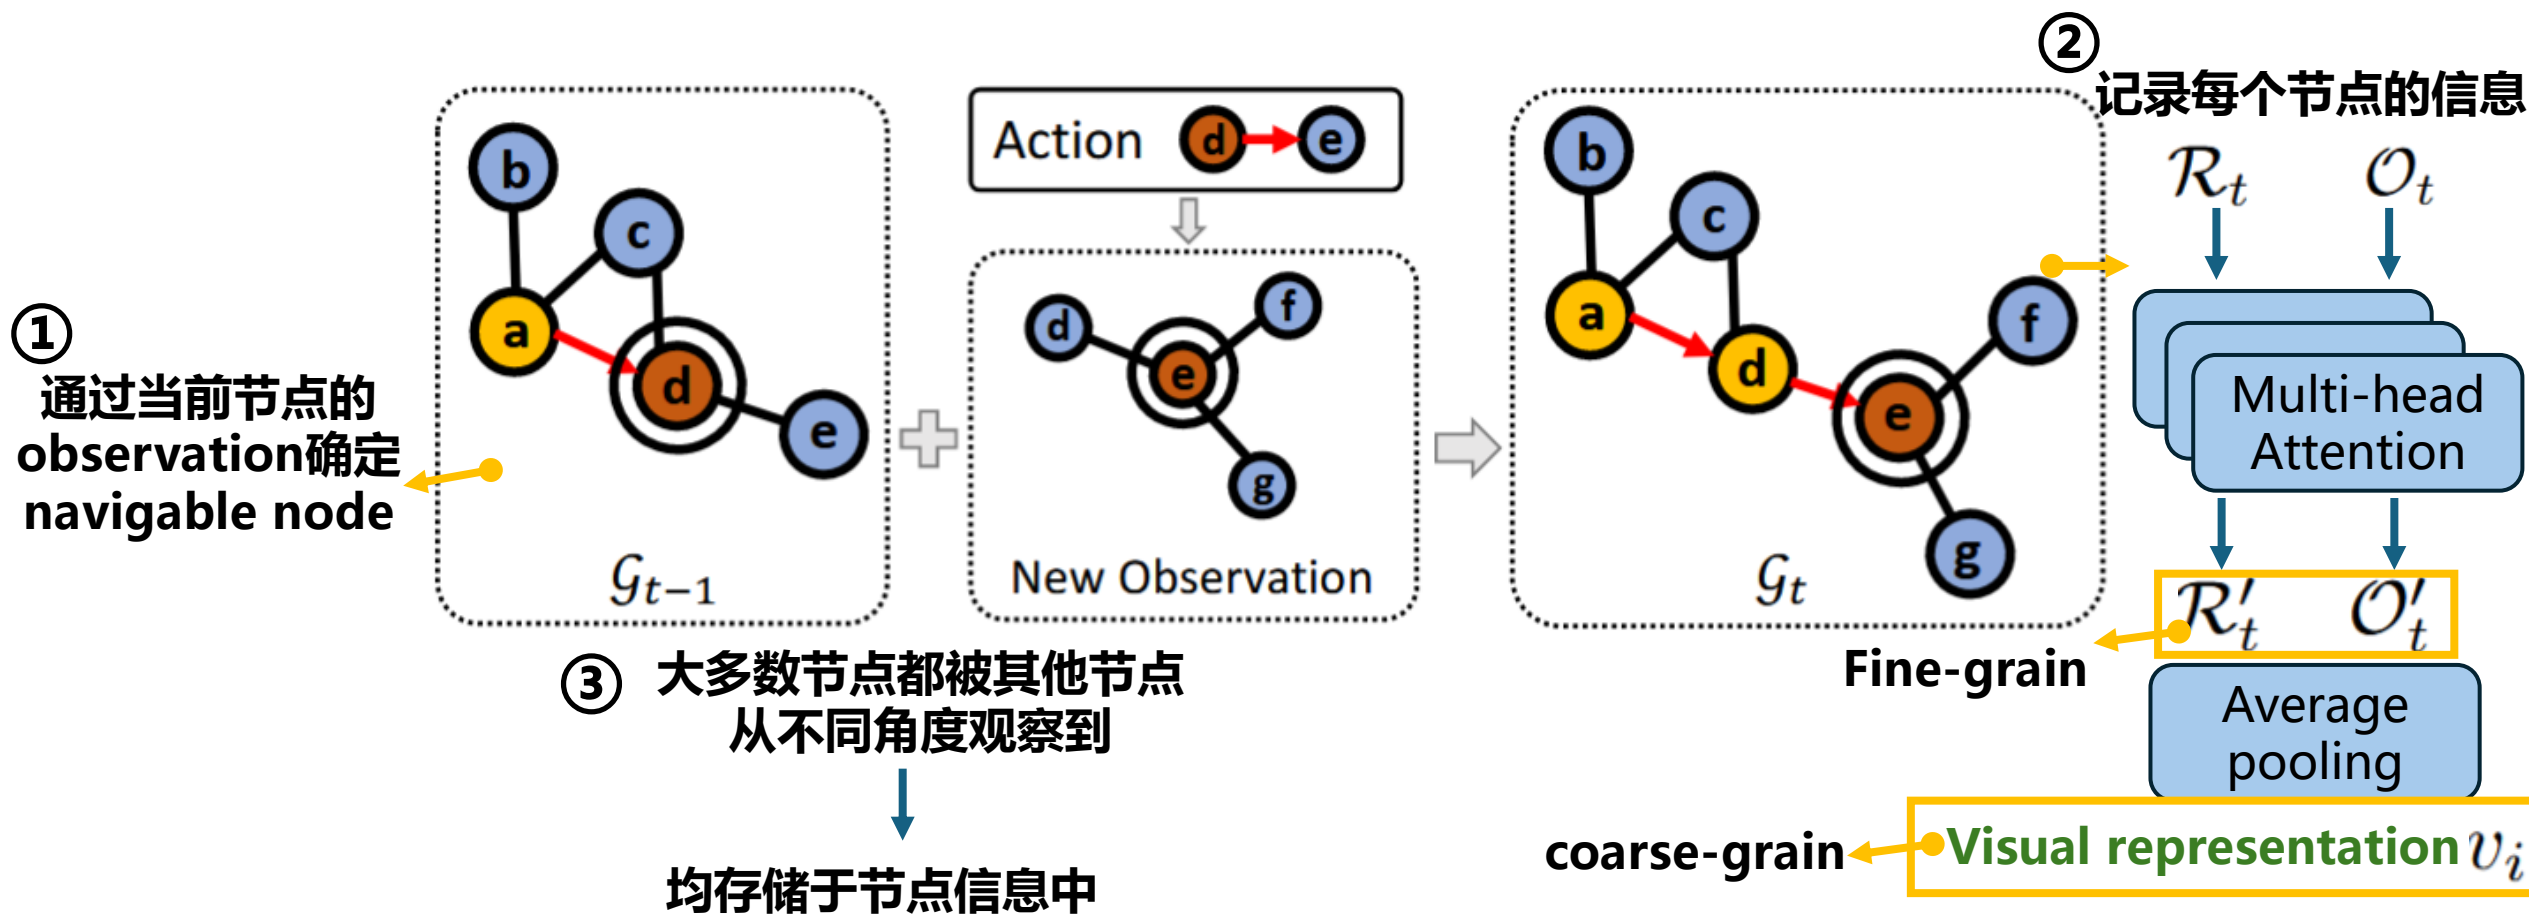 ①
通过当前节点的
observation确定
navigable node
b
c
a
d
e
𝒢t−1
Action d e
d
f
e
g
New Observation
b
c
a
d
e
f
g
𝒢t
②
记录每个节点的信息
ℛt 𝒪t
Multi-head
Attention
ℛ′t 𝒪′t
Fine-grain
Average
pooling
coarse-grain
Visual representation vi
③
大多数节点都被其他节点
从不同角度观察到
均存储于节点信息中